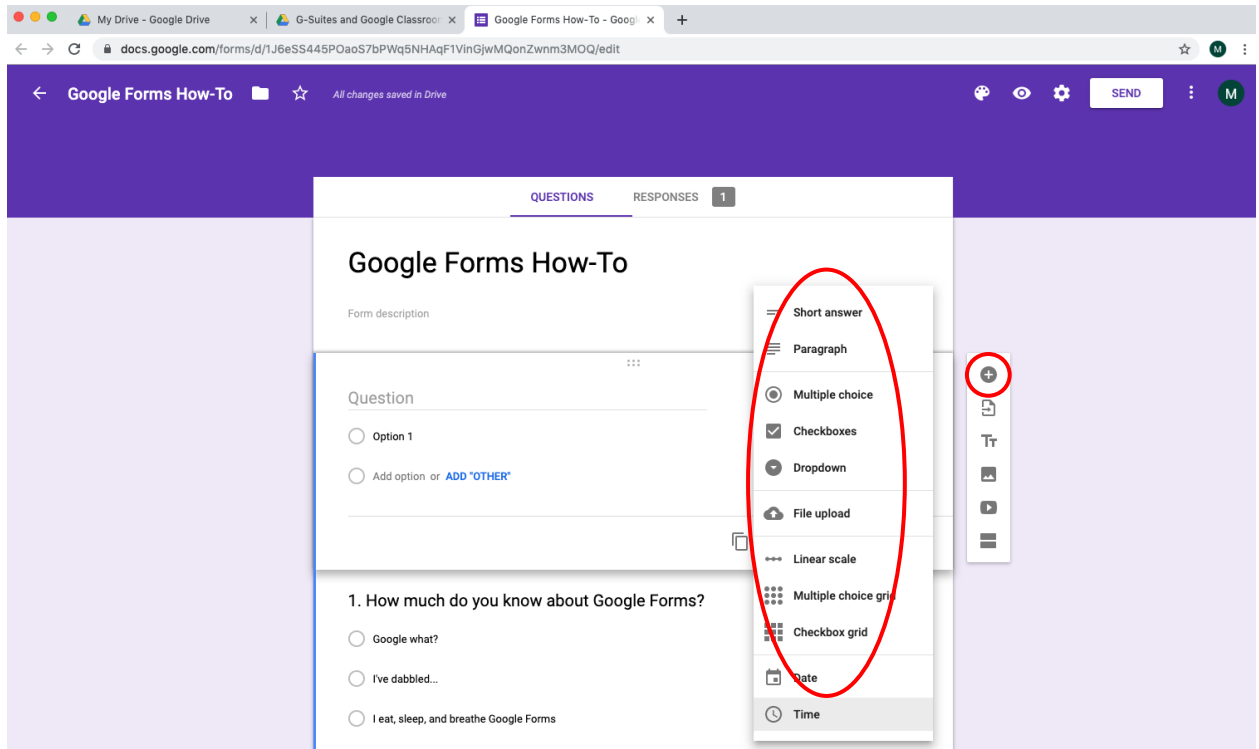 My Drive - Google Drive
G-Suites and Google Classroor
Google Forms How-To - Googl
docs.google.com/forms/d/1J6eSS445POaoS7bPWq5NHAqF1VinGjwMQonZwnm3MOQ/edit
M
Google Forms How-To
All changes saved in Drive
SEND
M
QUESTIONS
RESPONSES 1
Google Forms How-To
Form description
Question
Option 1
Add option or ADD "OTHER"
Short answer
Paragraph
Multiple choice
Checkboxes
Dropdown
File upload
Linear scale
Multiple choice grid
Checkbox grid
Date
Time
Tт
1. How much do you know about Google Forms?
Google what?
I've dabbled...
I eat, sleep, and breathe Google Forms